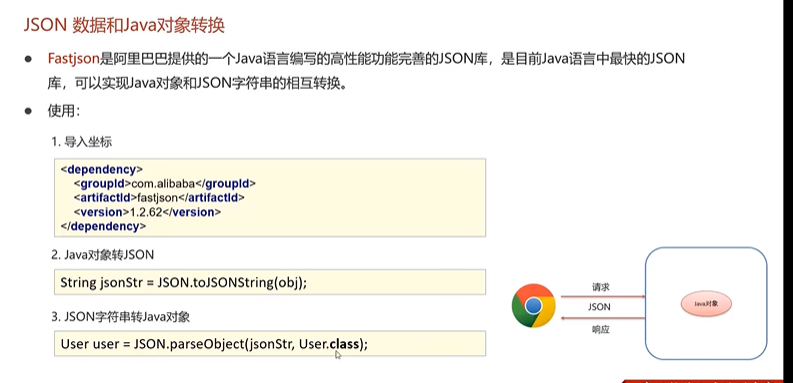 JSON 数据和Java对象转换
Fastjson是阿里巴巴提供的一个Java语言编写的高性能功能完善的JSON库，是目前Java语言中最快的JSON
库，可以实现Java对象和JSON字符串的相互转换。
使用：
1. 导入坐标
<dependency>
<groupId>com.alibaba</groupId>
<artifactId>fastjson</artifactId>
<version>1.2.62</version>
</dependency>
2. Java对象转JSON
String jsonStr = JSON.toJSONString(obj);
3. JSON字符串转Java对象
User user = JSON.parseObject(jsonStr, User.class);
请求
JSON
响应
Java对象